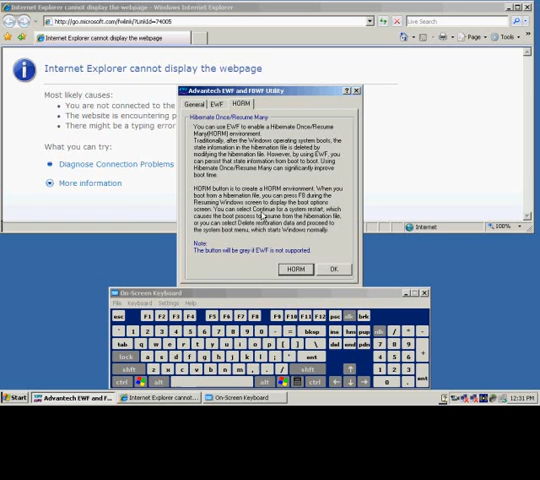 Internet Explorer cannot display the webpage - Windows Internet Explorer
http://go.microsoft.com/fwlink/?LinkId=74005
Live Search
Internet Explorer cannot display the webpage
Page
Tools
Internet Explorer cannot display the webpage
Most likely causes:
You are not connected to the
The website is encountering p
There might be a typing error
What you can try:
Diagnose Connection Problems
More information
Internet
100%
Advantech EWF and FBWF Utility
General EWF HORM
Hibernate Once/Resume Many
You can use EWF to enable a Hibernate Once/Resume
Many(HORM) environment.
Traditionally, after the Windows operating system boots, the
state information in the hibernation file is deleted by
modifying the hibernation file. However, by using EWF, you
can persist that state information from boot to boot. Using
Hibernate Once/Resume Many can significantly improve
boot time.
HORM button is to create a HORM environment. When you
boot from a hibernation file, you can press F8 during the
Resuming Windows screen to display the boot options
screen. You can select Continue for a system restart, which
causes the boot process to resume from the hibernation file,
or you can select Delete restoration data and proceed to
the system boot menu, which starts Windows normally.
Note:
The button will be grey if EWF is not supported
HORM OK
On-Screen Keyboard
File Keyboard Settings Help
esc F1 F2 F3 F4 F5 F6 F7 F8 F9 F10 F11 F12 psc slk brk
` 1 2 3 4 5 6 7 8 9 0 - = bksp ins hm pup nlk / * -
tab q w e r t y u i o p [ ] \ del end pdn 7 8 9 +
lock a s d f g h j k l ; ' ent 4 5 6
shft z x c v b n m , . / shft 1 2 3 ent
ctrl alt alt ctrl 0 .
Start Advantech EWF and F... Internet Explorer cannot... On-Screen Keyboard 12:31 PM